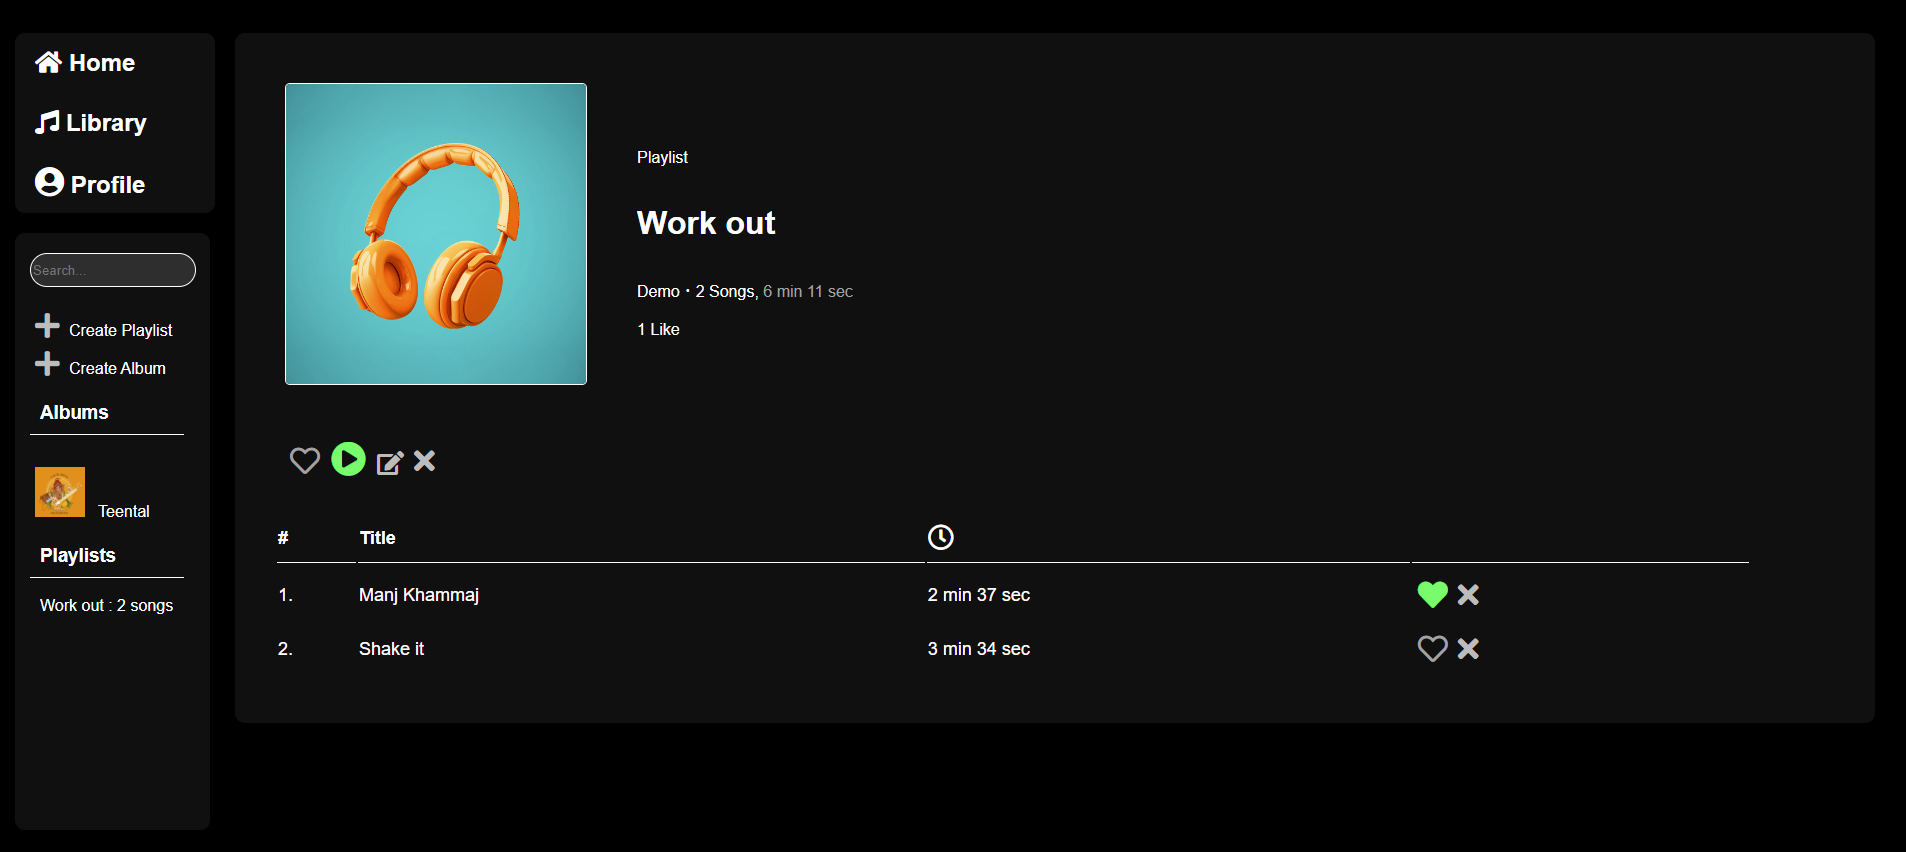 Home
Library
Profile
Search...
Create Playlist
Create Album
Albums
Teental
Playlists
Work out : 2 songs
Playlist
Work out
Demo • 2 Songs, 6 min 11 sec
1 Like
# Title
1. Manj Khammaj 2 min 37 sec
2. Shake it 3 min 34 sec